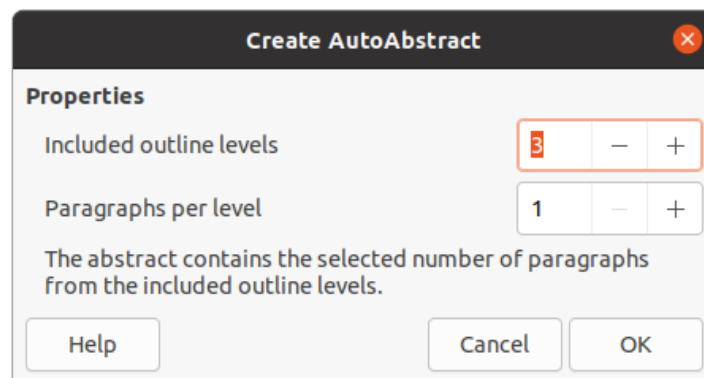 Create AutoAbstract
Properties
Included outline levels 3
Paragraphs per level 1
The abstract contains the selected number of paragraphs
from the included outline levels.
Help Cancel OK